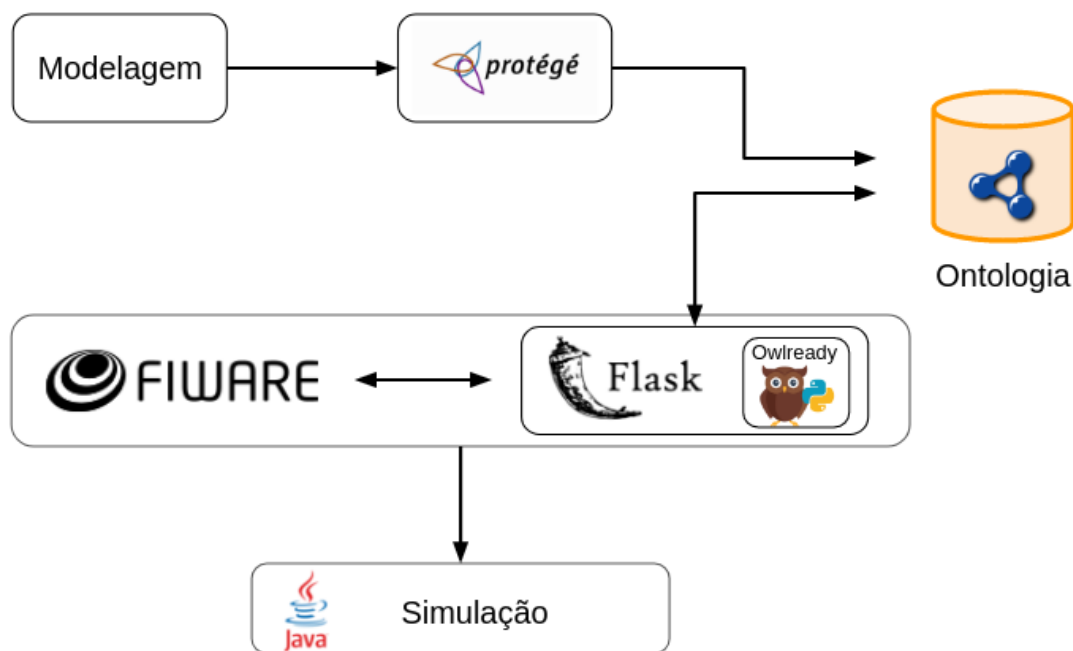 Modelagem
protégé
Ontologia
FIWARE
Flask
Owlready
Java
Simulação